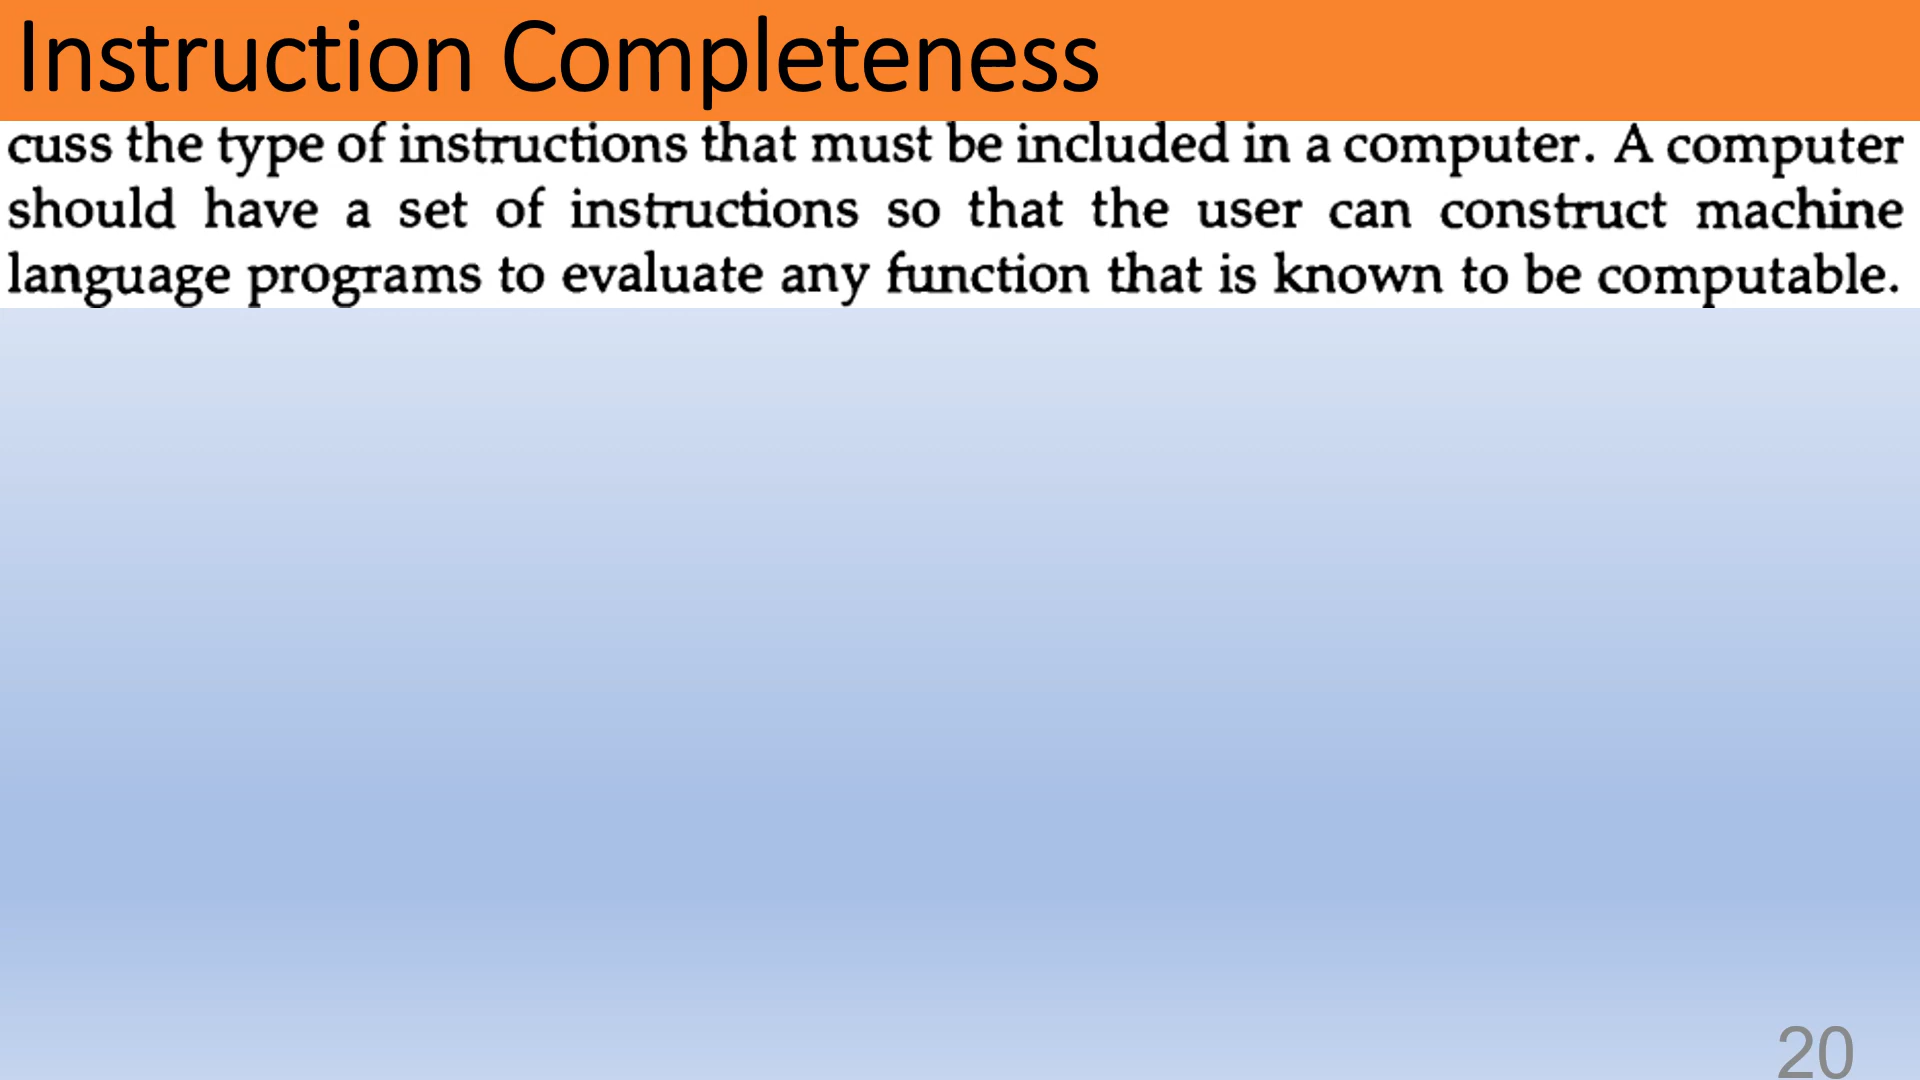 Instruction Completeness
cuss the type of instructions that must be included in a computer. A computer
should have a set of instructions so that the user can construct machine
language programs to evaluate any function that is known to be computable.
20